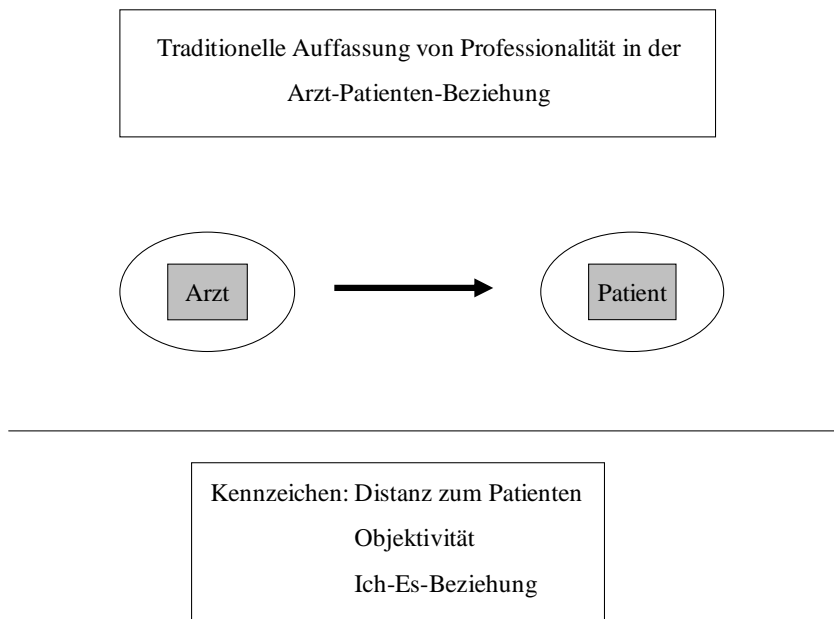 Traditionelle Auffassung von Professionalität in der
Arzt-Patienten-Beziehung
Arzt
Patient
Kennzeichen: Distanz zum Patienten
Objektivität
Ich-Es-Beziehung